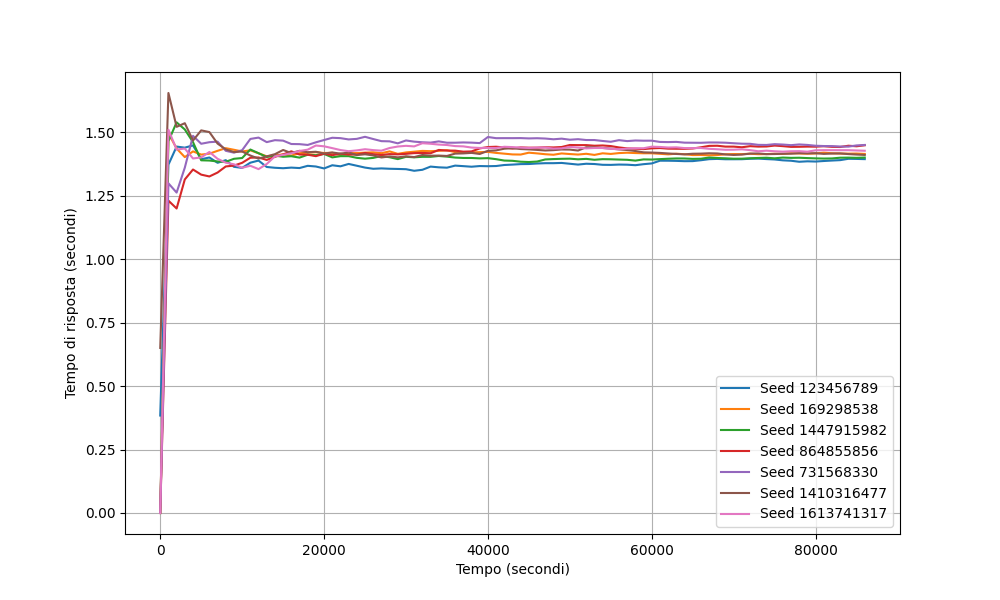 1.50
1.25
1.00
0.75
0.50
0.25
0.00
Tempo di risposta (secondi)
Seed 123456789
Seed 169298538
Seed 1447915982
Seed 864855856
Seed 731568330
Seed 1410316477
Seed 1613741317
0 20000 40000 60000 80000
Tempo (secondi)